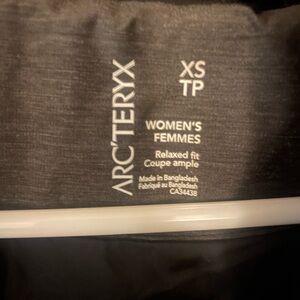 ARC'TERYX
XS
TP
WOMEN'S
FEMMES
Relaxed fit
Coupe ample
Made in Bangladesh
Fabriqué au Bangladesh
CA34438